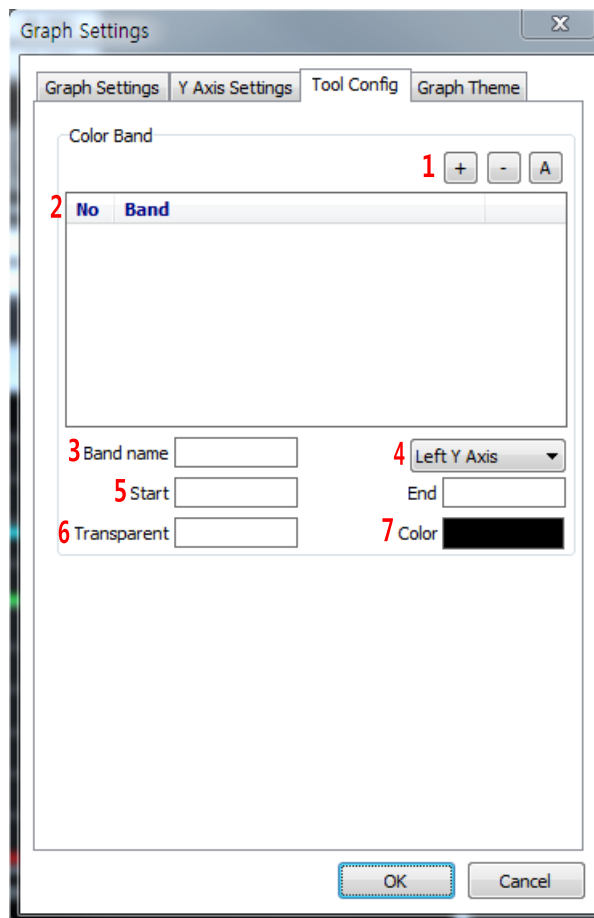 Graph Settings
X
Graph Settings Y Axis Settings Tool Config Graph Theme
Color Band
1 + - A
2 No Band
3 Band name 4 Left Y Axis
5 Start End
6 Transparent 7 Color
OK Cancel